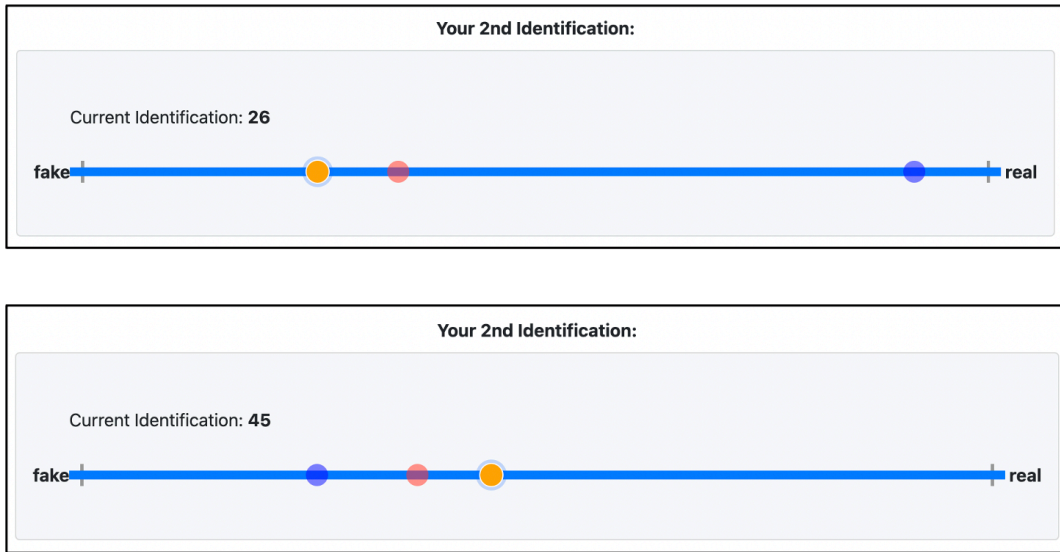 Your 2nd Identification:
Current Identification: 26
fake real
Your 2nd Identification:
Current Identification: 45
fake real